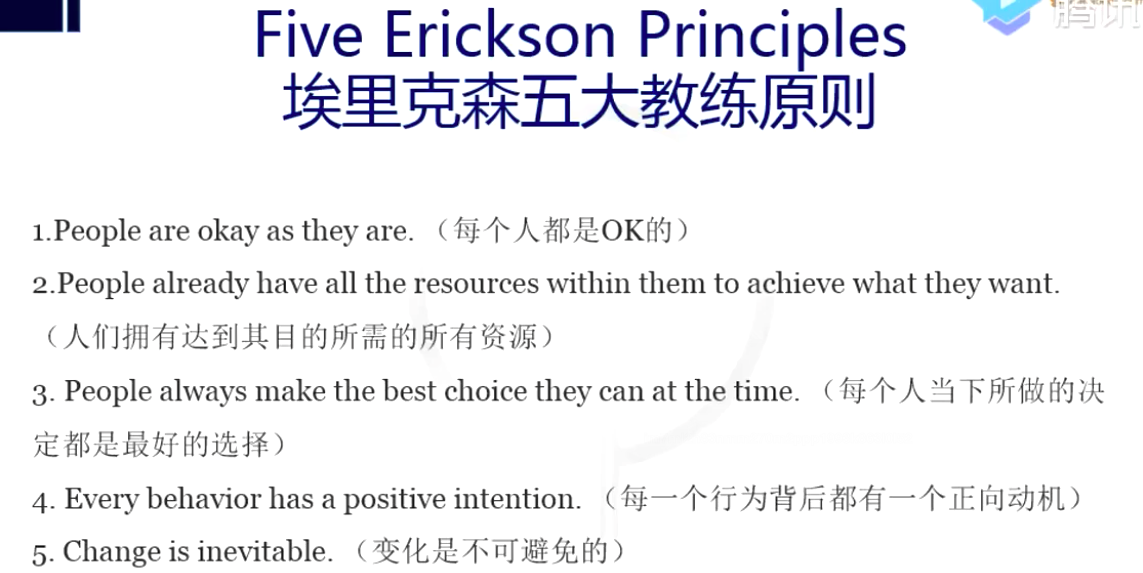 腾讯
Five Erickson Principles
埃里克森五大教练原则
1.People are okay as they are. （每个人都是OK的）
2.People already have all the resources within them to achieve what they want.
（人们拥有达到其目的所需的所有资源）
3. People always make the best choice they can at the time. （每个人当下所做的决
定都是最好的选择）
4. Every behavior has a positive intention. （每一个行为背后都有一个正向动机）
5. Change is inevitable. （变化是不可避免的）